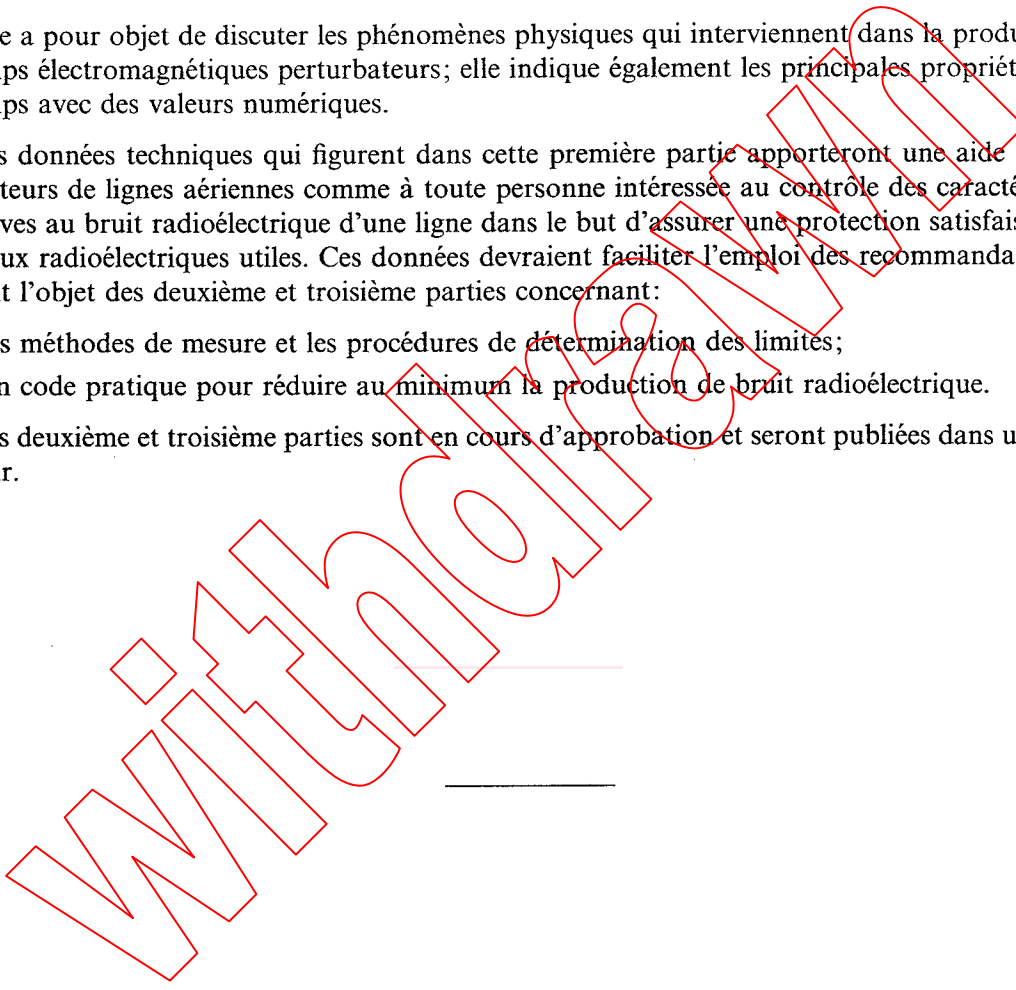 e a pour objet de discuter les phénomènes physiques qui interviennent dans la produ
ps électromagnétiques perturbateurs; elle indique également les principales propriét
ps avec des valeurs numériques.
s données techniques qui figurent dans cette première partie apporteront une aide
teurs de lignes aériennes comme à toute personne intéressée au contrôle des caracté
ves au bruit radioélectrique d'une ligne dans le but d'assurer une protection satisfais
ux radioélectriques utiles. Ces données devraient faciliter l'emploi des recommanda
t l'objet des deuxième et troisième parties concernant:
s méthodes de mesure et les procédures de détermination des limites;
n code pratique pour réduire au minimum la production de bruit radioélectrique.
s deuxième et troisième parties sont en cours d'approbation et seront publiées dans u
r.
withdrawn